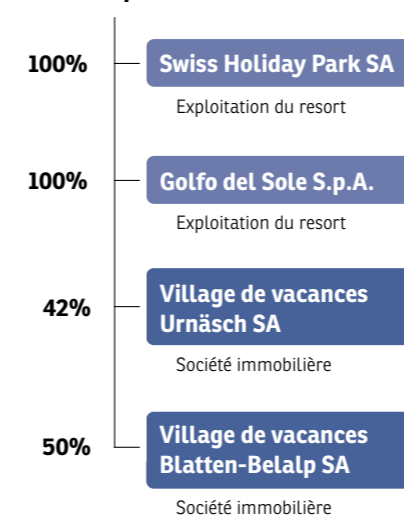 100%
Swiss Holiday Park SA
Exploitation du resort
100%
Golfo del Sole S.p.A.
Exploitation du resort
42%
Village de vacances
Urnäsch SA
Société immobilière
50%
Village de vacances
Blatten-Belalp SA
Société immobilière